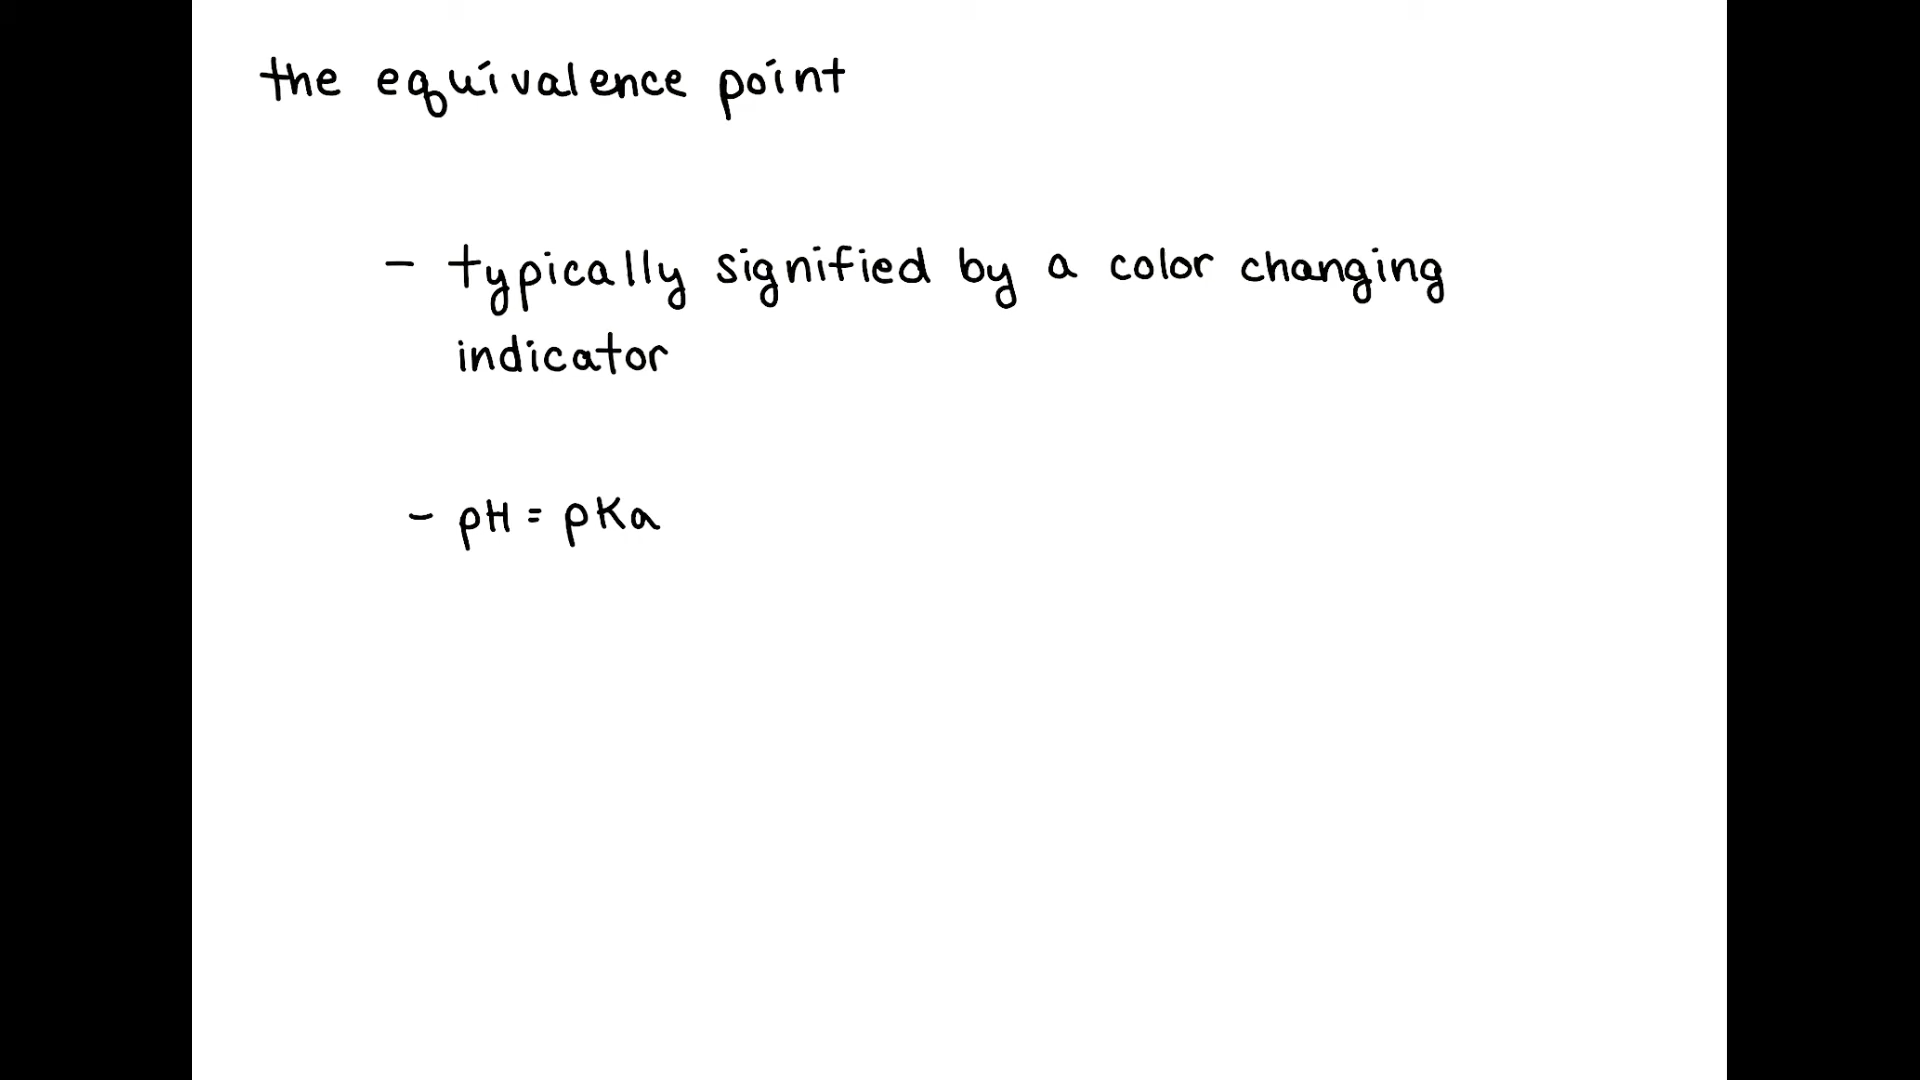 the equivalence point
- typically signified by a color changing
indicator
- pH = pKa